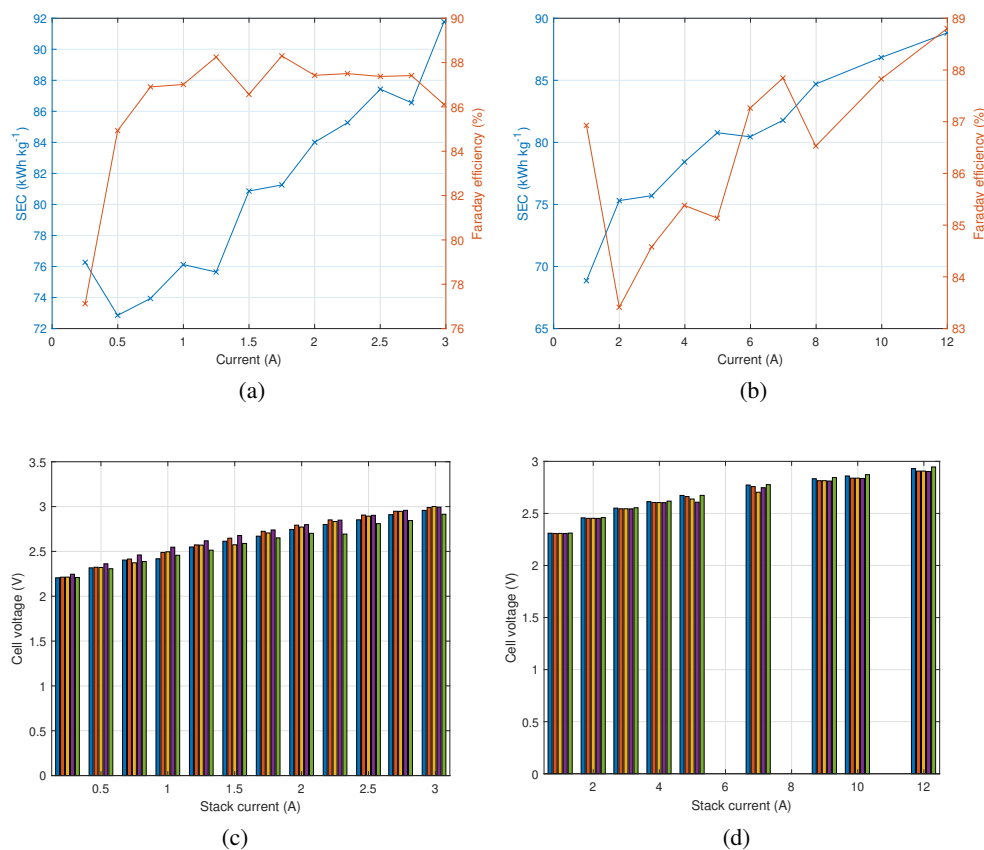 92
90
88
86
84
82
80
78
76
74
72
SEC (kWh kg-1)
90
88
86
84
82
80
78
76
Faraday efficiency (%)
0 0.5 1 1.5 2 2.5 3
Current (A)
(a)
90
85
80
75
70
65
SEC (kWh kg-1)
89
88
87
86
85
84
83
Faraday efficiency (%)
0 2 4 6 8 10 12
Current (A)
(b)
3.5
3
2.5
2
1.5
1
0.5
0
Cell voltage (V)
0.5 1 1.5 2 2.5 3
Stack current (A)
(c)
3
2.5
2
1.5
1
0.5
0
Cell voltage (V)
2 4 6 8 10 12
Stack current (A)
(d)